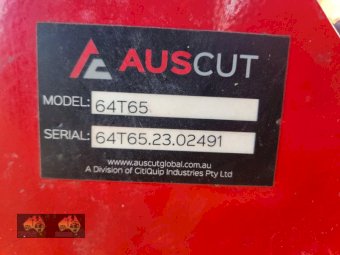 AUSCUT
MODEL: 64T65
SERIAL: 64T65.23.02491
www.auscutglobal.com.au
A Division of CitiQuip Industries Pty Ltd